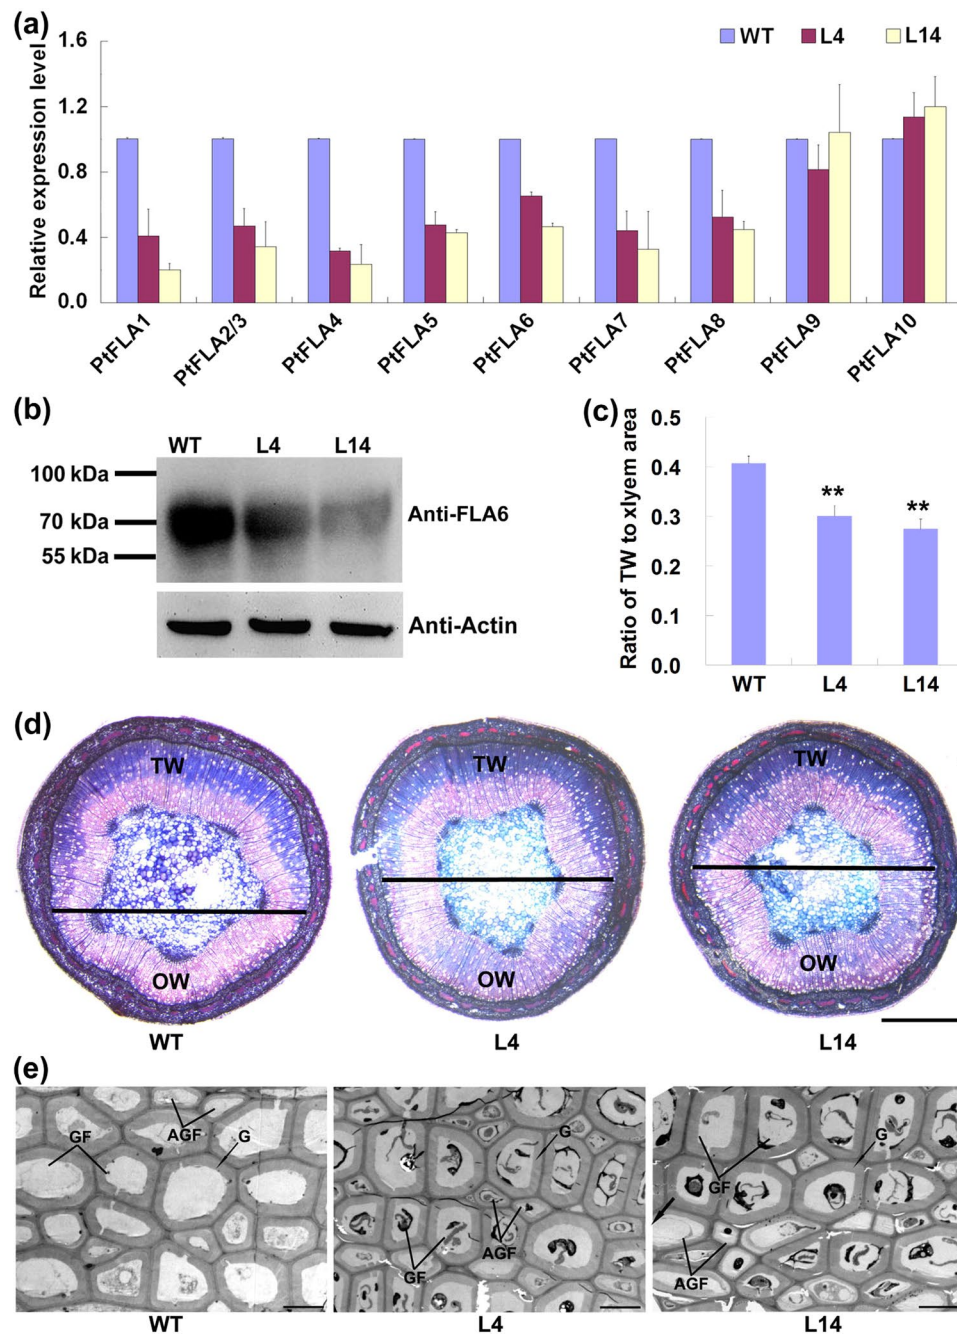 (a)
WT L4 L14
Relative expression level
1.6
1.2
0.8
0.4
0.0
PtFLA1 PtFLA2/3 PtFLA4 PtFLA5 PtFLA6 PtFLA7 PtFLA8 PtFLA9 PtFLA10
(b)
WT L4 L14
100 kDa
70 kDa
55 kDa
Anti-FLA6
Anti-Actin
(c)
Ratio of TW to xlyem area
0.5
0.4
0.3
0.2
0.1
0.0
** **
WT L4 L14
(d)
TW TW TW
OW OW OW
WT L4 L14
(e)
GF AGF G
G GF AGF
G GF AGF
WT L4 L14